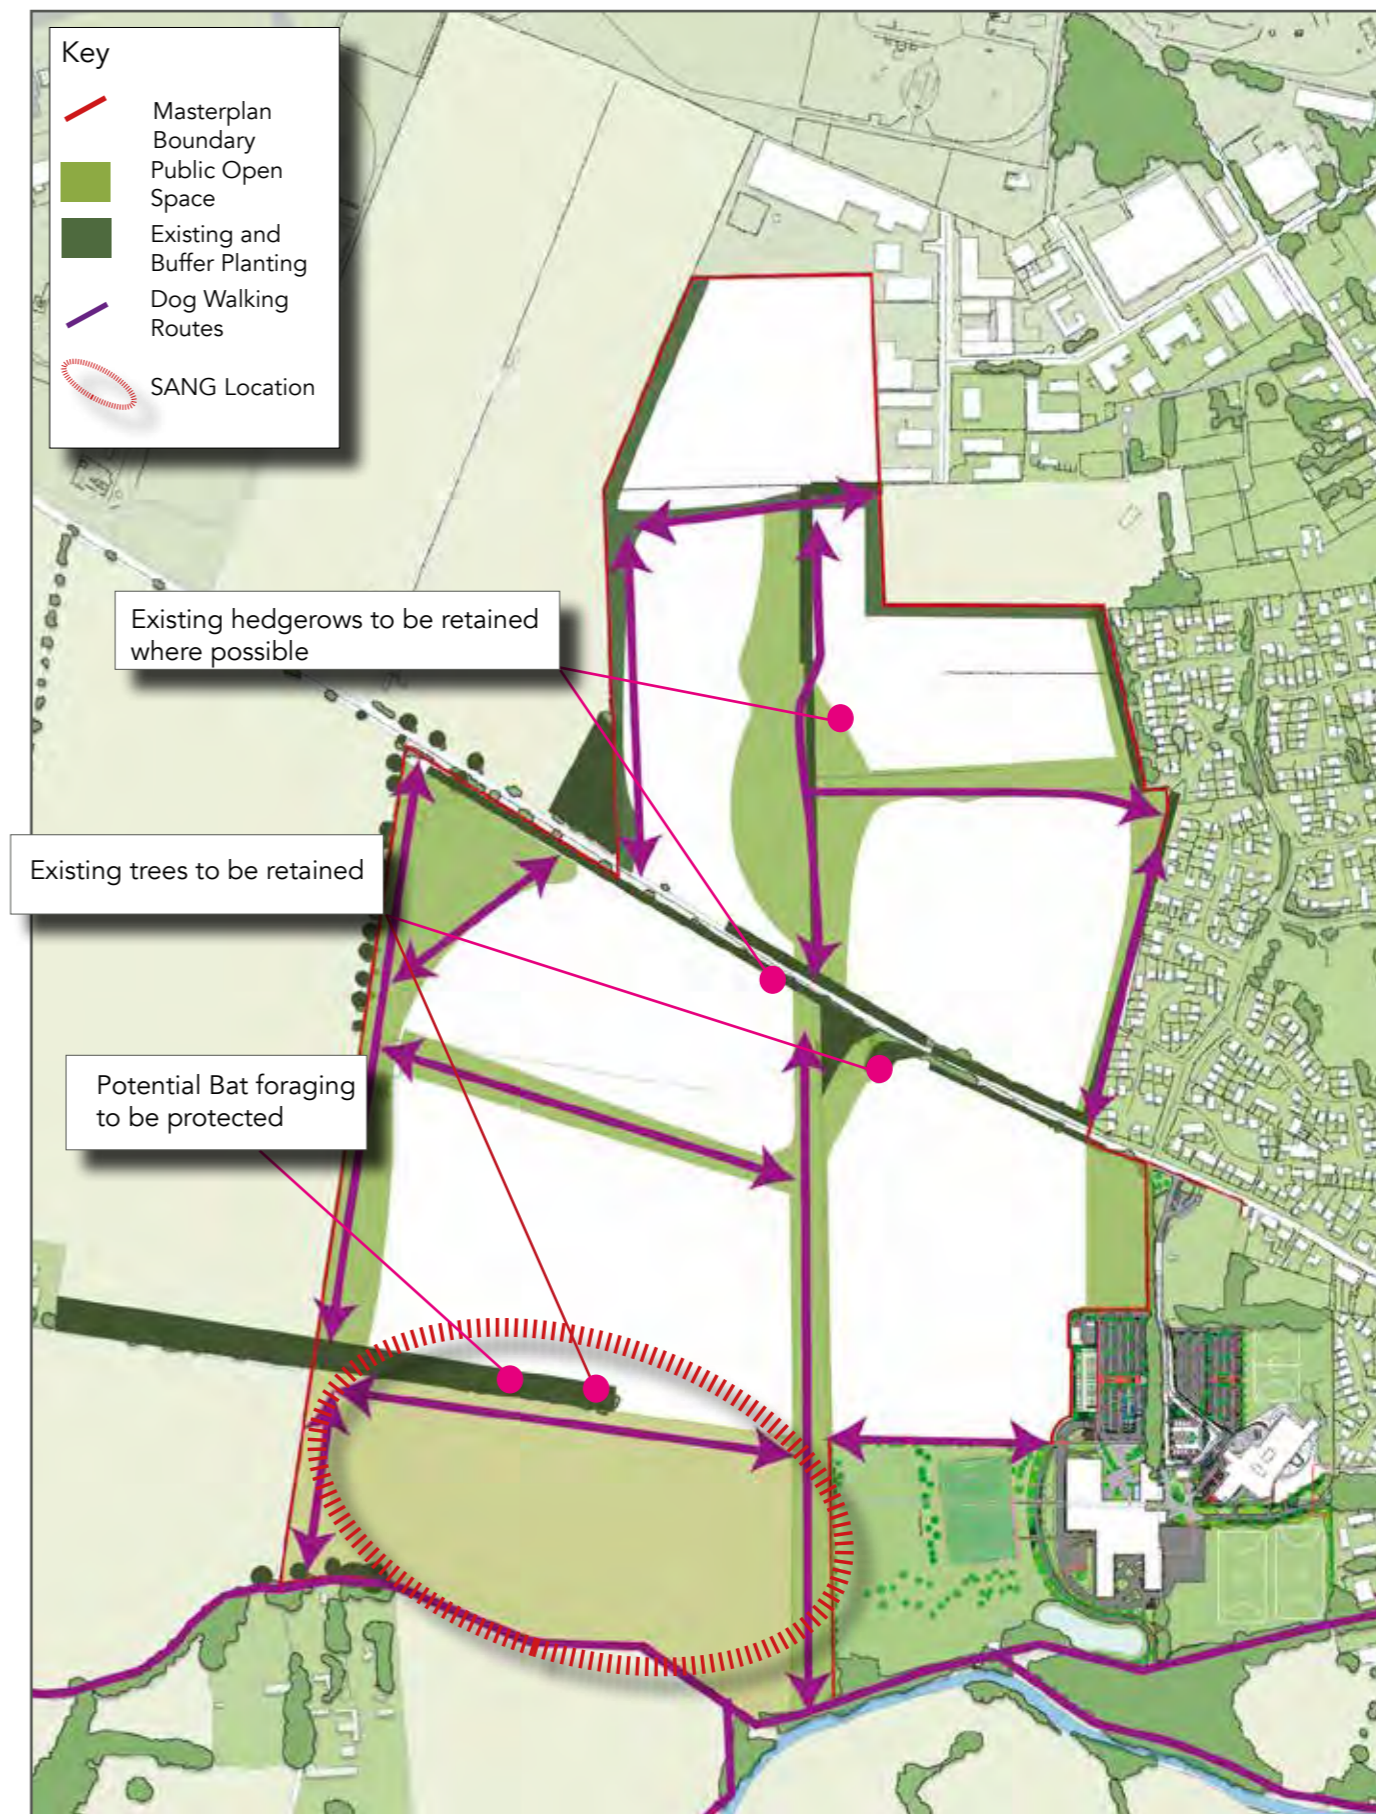 Key
Masterplan
Boundary
Public Open
Space
Existing and
Buffer Planting
Dog Walking
Routes
SANG Location
Existing hedgerows to be retained
where possible
Existing trees to be retained
Potential Bat foraging
to be protected